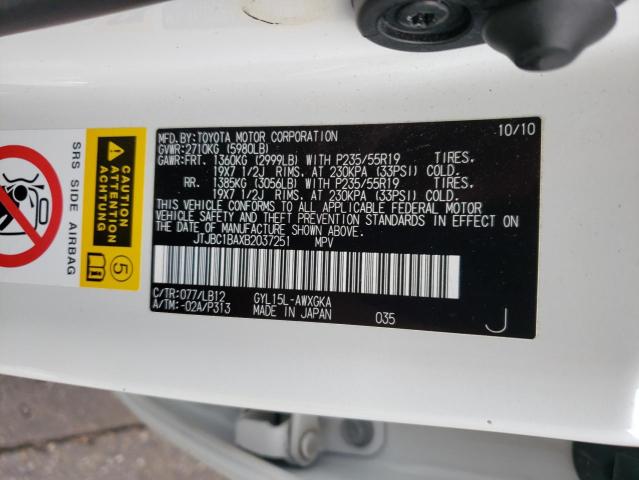 MFD.BY:TOYOTA MOTOR CORPORATION 10/10
GVWR:2710KG (5980LB)
GAWR:FRT. 1360KG (2999LB) WITH P235/55R19 TIRES,
19X7 1/2J RIMS, AT 230KPA (33PSI) COLD.
RR. 1385KG (3056LB) WITH P235/55R19 TIRES,
19X7 1/2J RIMS, AT 230KPA (33PSI) COLD.
THIS VEHICLE CONFORMS TO ALL APPLICABLE FEDERAL MOTOR
VEHICLE SAFETY AND THEFT PREVENTION STANDARDS IN EFFECT ON
THE DATE OF MANUFACTURE SHOWN ABOVE.
JTJBC1BAXB2037251 MPV
C/TR:077/LB12 GYL15L-AWXGKA
A/TM:-02A/P313 MADE IN JAPAN 035 J
SRS SIDE AIRBAG
CAUTION
ATTENTION
ACHTUNG
5